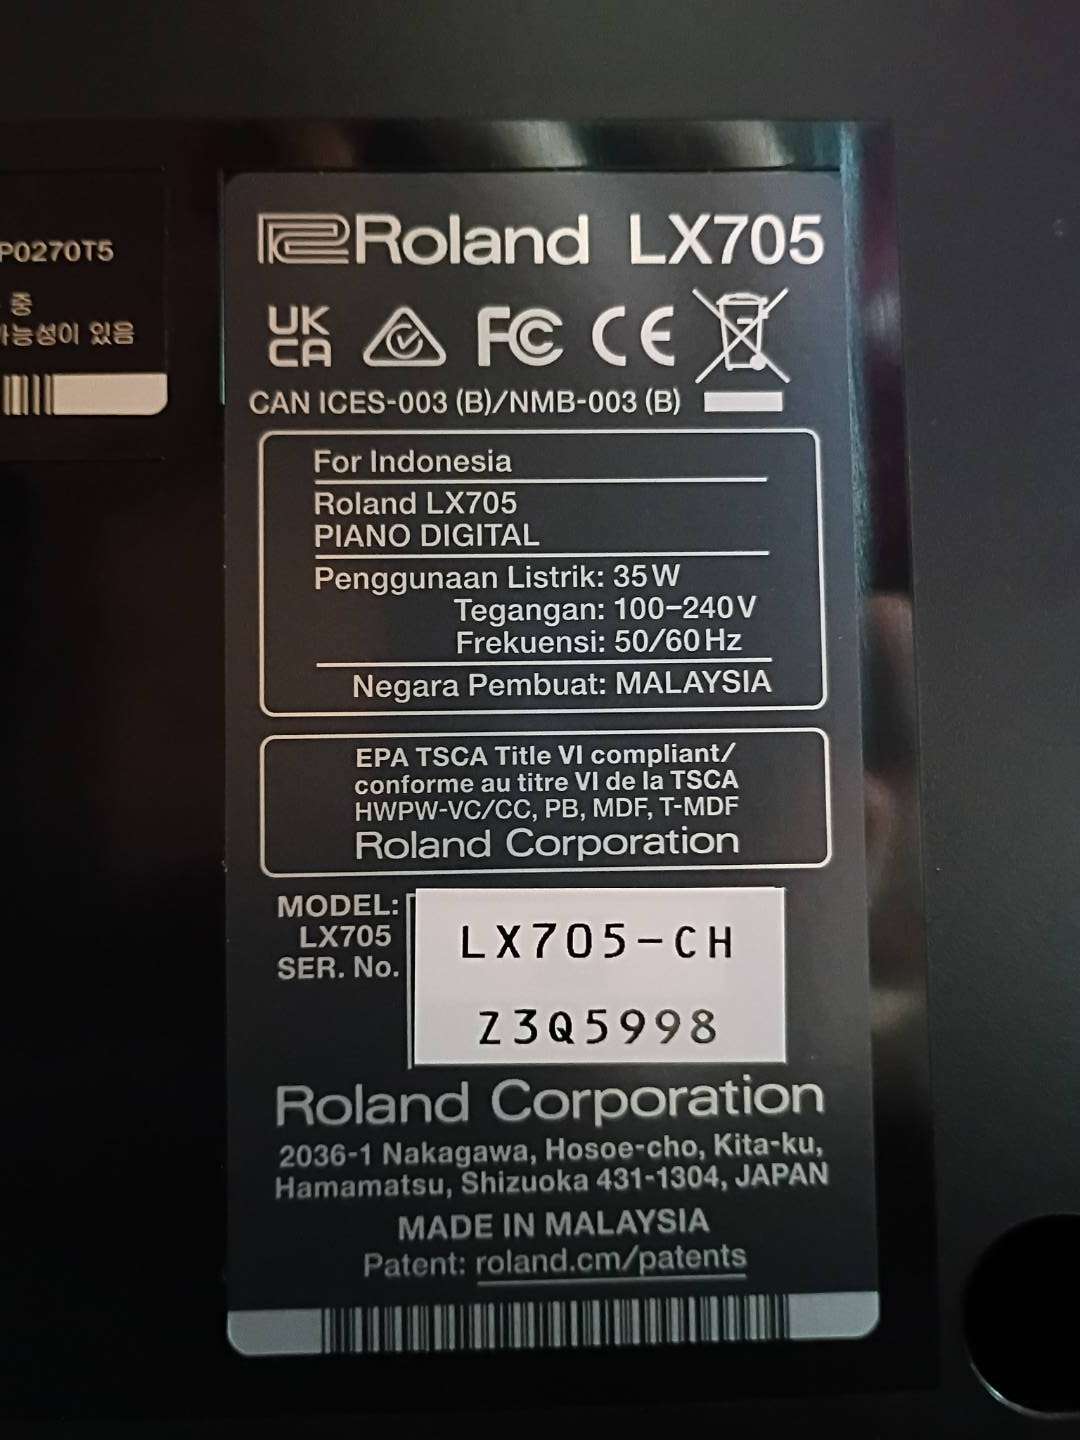 P0270T5
중
가능성이 있음
Roland LX705
UK
CA
FC CE
CAN ICES-003 (B)/NMB-003 (B)
For Indonesia
Roland LX705
PIANO DIGITAL
Penggunaan Listrik: 35W
Tegangan: 100-240V
Frekuensi: 50/60Hz
Negara Pembuat: MALAYSIA
EPA TSCA Title VI compliant/
conforme au titre VI de la TSCA
HWPW-VC/CC, PB, MDF, T-MDF
Roland Corporation
MODEL:
LX705
SER. No.
LX705-CH
Z3Q5998
Roland Corporation
2036-1 Nakagawa, Hosoe-cho, Kita-ku,
Hamamatsu, Shizuoka 431-1304, JAPAN
MADE IN MALAYSIA
Patent: roland.cm/patents